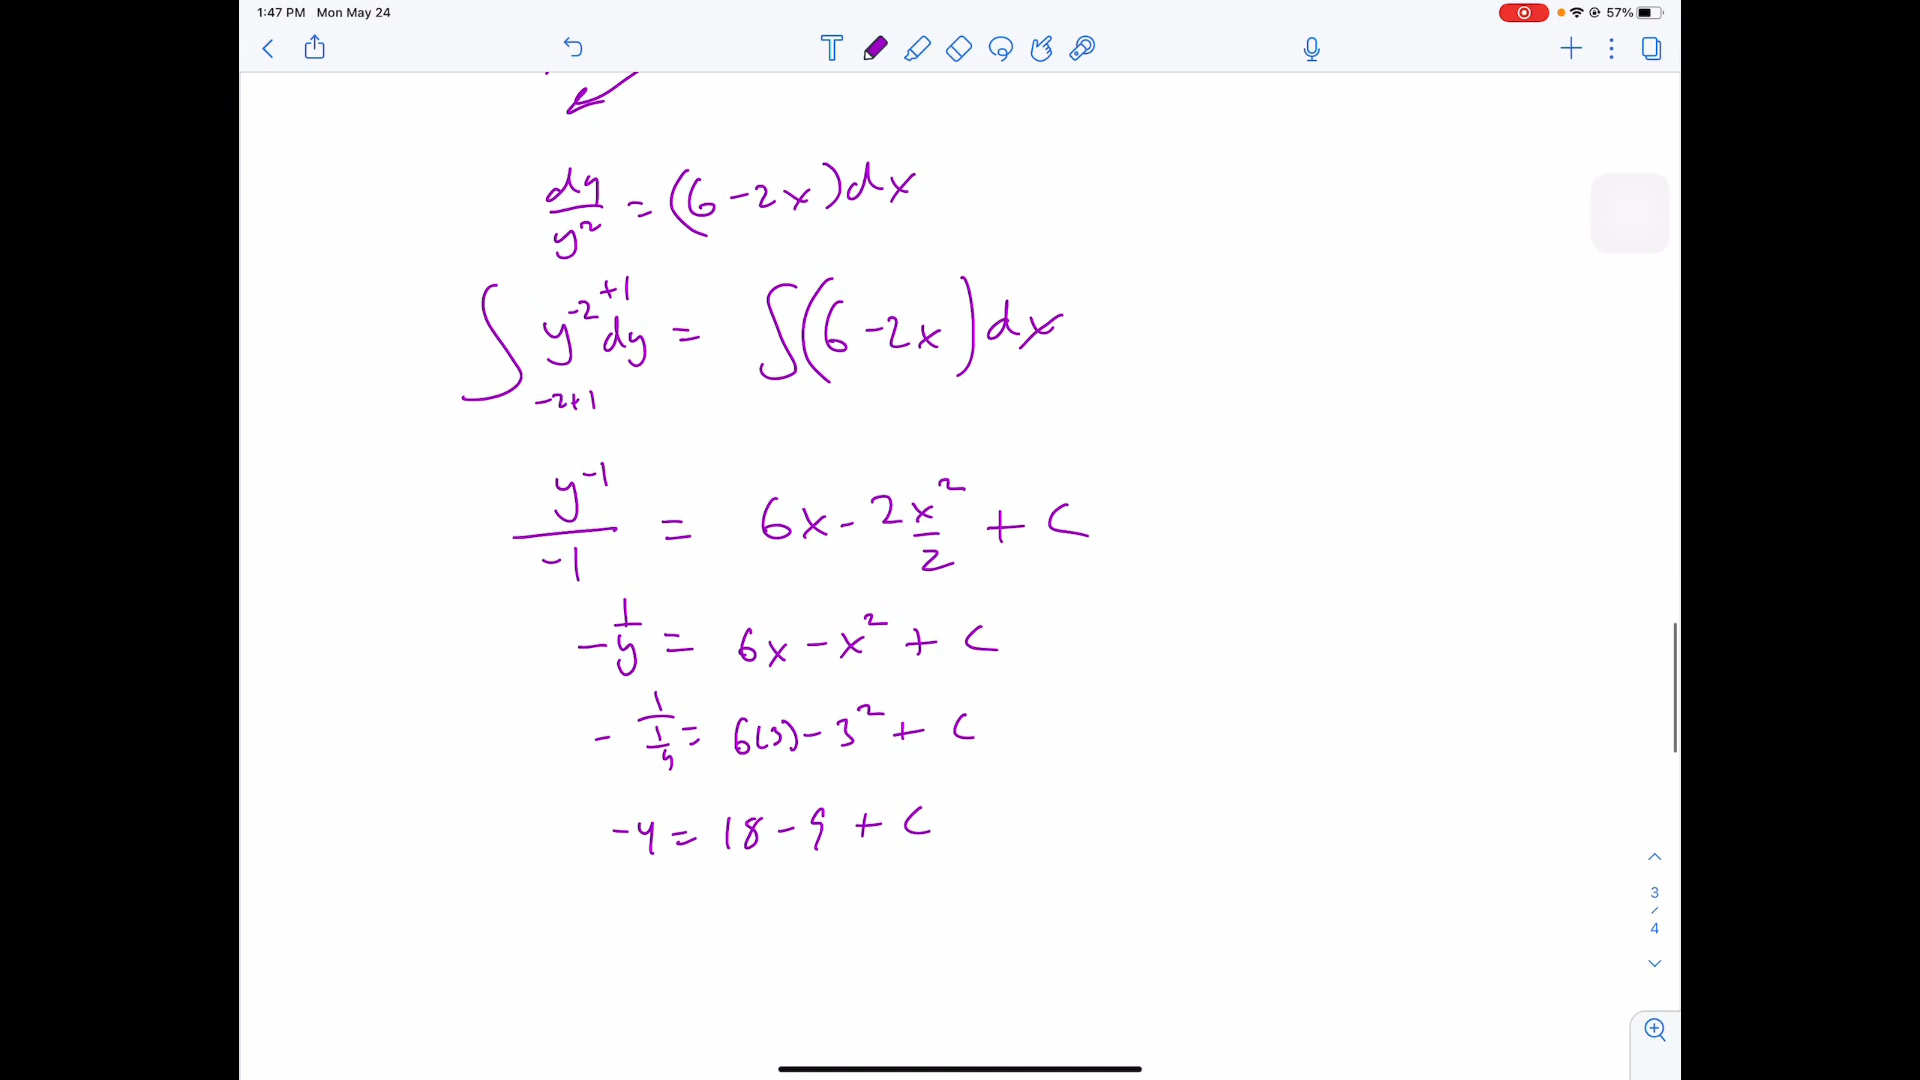 1:47 PM Mon May 24 57%
dy/y² = (6-2x)dx
∫ y⁻²⁺¹ dy = ∫(6-2x)dx
-2+1
y⁻¹/-1 = 6x - 2x²/2 + C
-1/y = 6x - x² + C
- 1/(1/4) = 6(3) - 3² + C
-4 = 18 - 9 + C
3
/
4